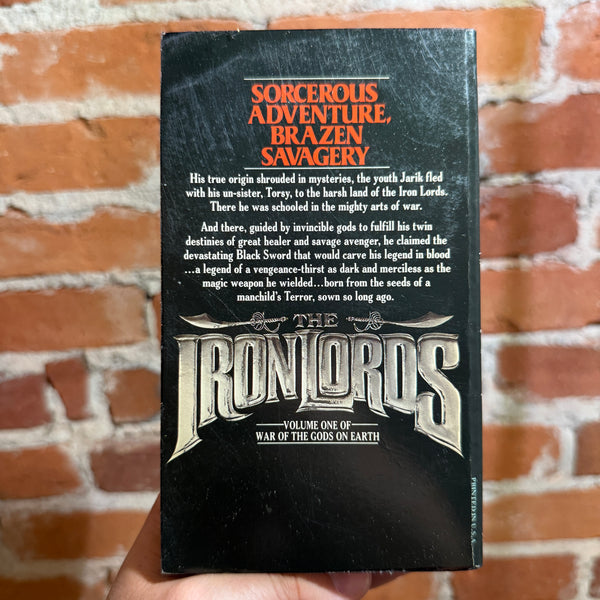 SORCEROUS
ADVENTURE,
BRAZEN
SAVAGERY
His true origin shrouded in mysteries, the youth Jarik fled
with his un-sister, Torsy, to the harsh land of the Iron Lords.
There he was schooled in the mighty arts of war.
And there, guided by invincible gods to fulfill his twin
destinies of great healer and savage avenger, he claimed the
devastating Black Sword that would carve his legend in blood
...a legend of a vengeance-thirst as dark and merciless as the
magic weapon he wielded...born from the seeds of a
manchild's Terror, sown so long ago.
THE
IRON LORDS
VOLUME ONE OF
WAR OF THE GODS ON EARTH
PRINTED IN U.S.A.